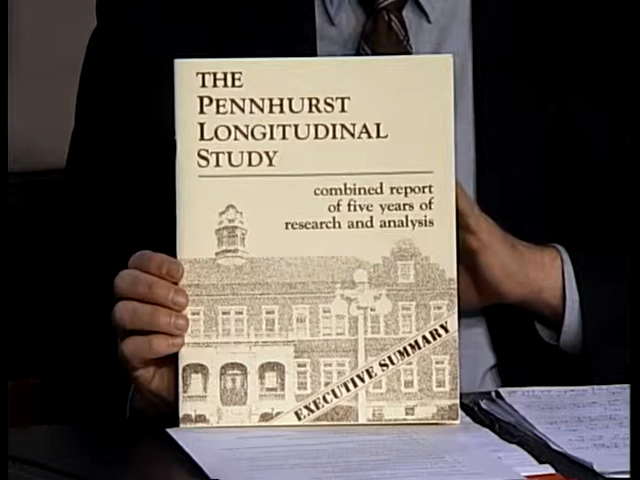 THE
PENNHURST
LONGITUDINAL
STUDY
combined report
of five years of
research and analysis
EXECUTIVE SUMMARY